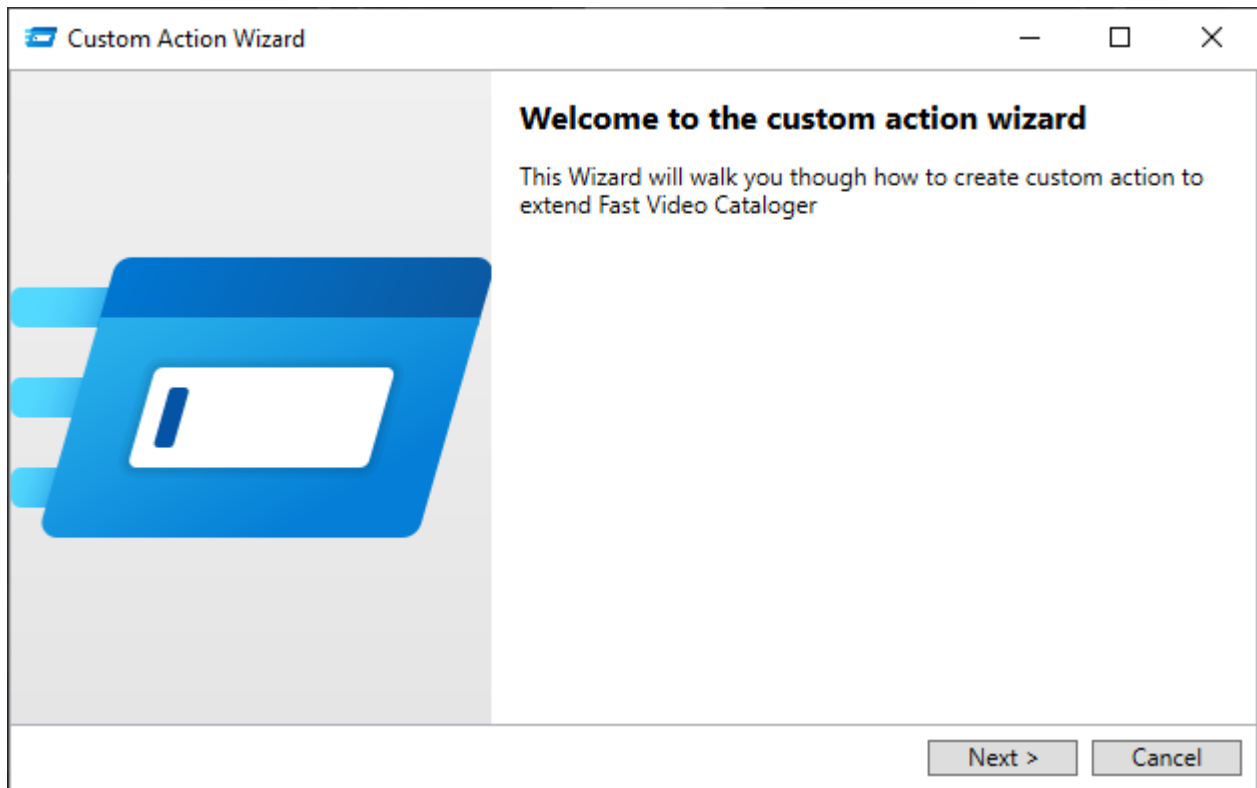 Custom Action Wizard
Welcome to the custom action wizard
This Wizard will walk you though how to create custom action to
extend Fast Video Cataloger
Next >
Cancel